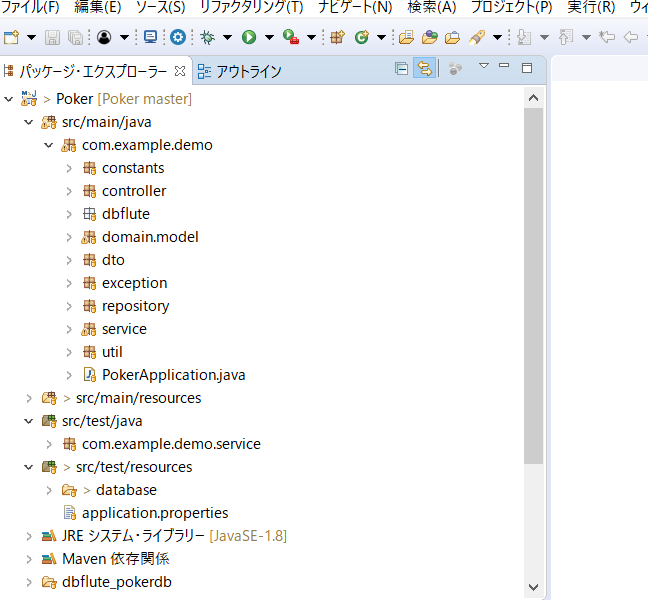 ファイル(F) 編集(E) ソース(S) リファクタリング(T) ナビゲート(N) 検索(A) プロジェクト(P) 実行(R) ウィ
パッケージ・エクスプローラー アウトライン
> Poker [Poker master]
src/main/java
com.example.demo
constants
controller
dbflute
domain.model
dto
exception
repository
service
util
PokerApplication.java
> src/main/resources
src/test/java
com.example.demo.service
> src/test/resources
> database
application.properties
JRE システム・ライブラリー [JavaSE-1.8]
Maven 依存関係
dbflute_pokerdb